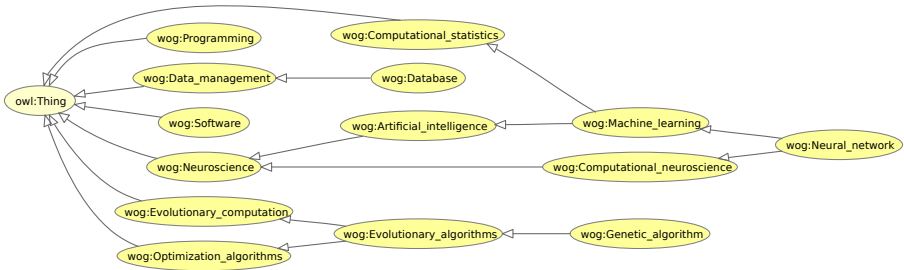 wog:Computational_statistics
wog:Programming
wog:Data_management
wog:Database
owl:Thing
wog:Software
wog:Artificial_intelligence
wog:Machine_learning
wog:Neural_network
wog:Neuroscience
wog:Computational_neuroscience
wog:Evolutionary_computation
wog:Evolutionary_algorithms
wog:Genetic_algorithm
wog:Optimization_algorithms